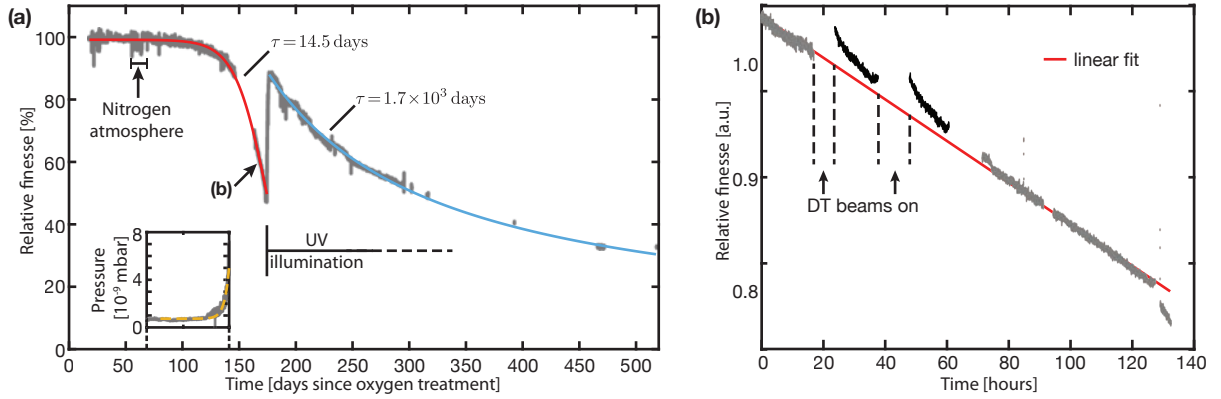 (a)
Relative finesse [%]
100
80
60
40
20
0
τ = 14.5 days
τ = 1.7×10³ days
Nitrogen
atmosphere
(b)
UV
illumination
Pressure
[10⁻⁹ mbar]
8
4
0
0 50 100 150 200 250 300 350 400 450 500
Time [days since oxygen treatment]
(b)
Relative finesse [a.u.]
1.0
0.9
0.8
linear fit
DT beams on
0 20 40 60 80 100 120 140
Time [hours]